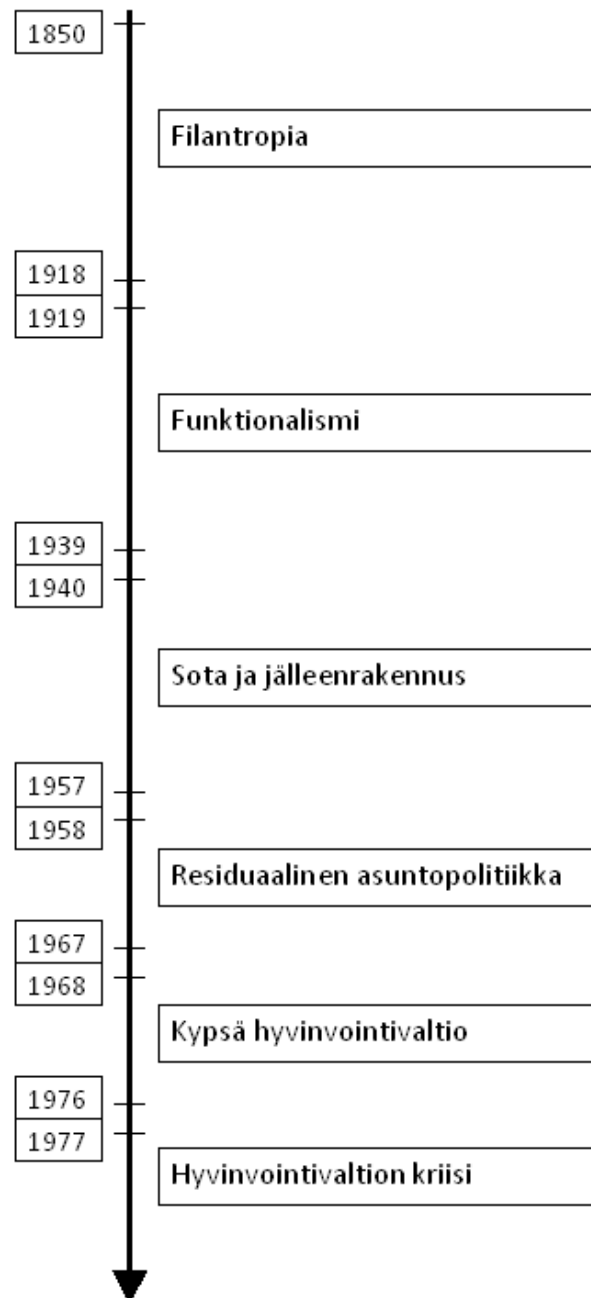 1850
Filantropia
1918
1919
Funktionalismi
1939
1940
Sota ja jälleenrakennus
1957
1958
Residuaalinen asuntopolitiikka
1967
1968
Kypsä hyvinvointivaltio
1976
1977
Hyvinvointivaltion kriisi